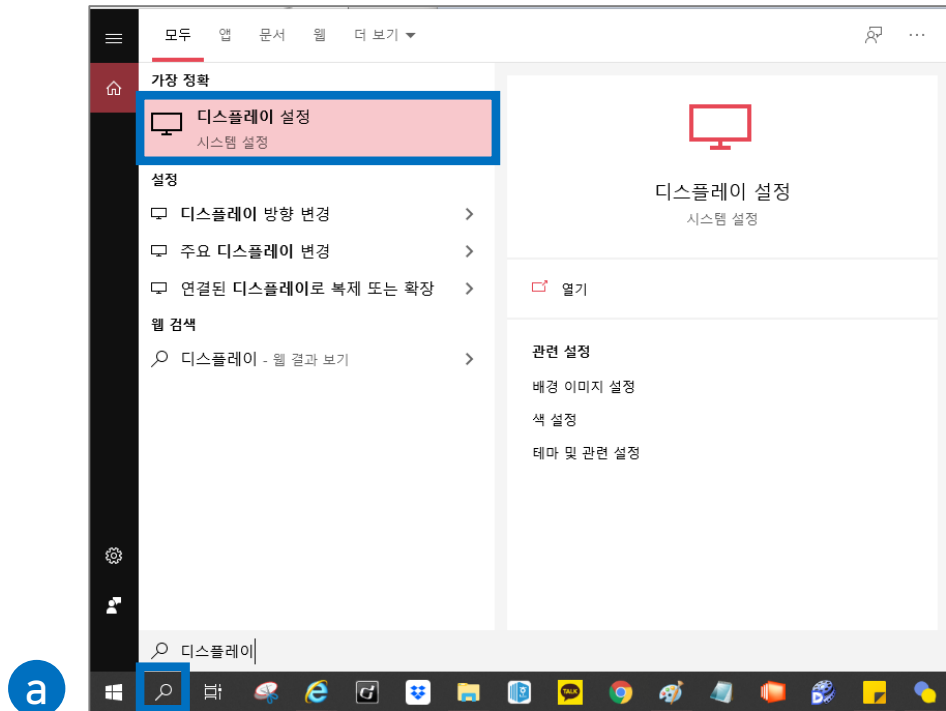 모두 앱 문서 웹 더 보기
가장 정확
디스플레이 설정
시스템 설정
설정
디스플레이 방향 변경
주요 디스플레이 변경
연결된 디스플레이로 복제 또는 확장
웹 검색
디스플레이 - 웹 결과 보기
디스플레이 설정
시스템 설정
열기
관련 설정
배경 이미지 설정
색 설정
테마 및 관련 설정
디스플레이
a
TALK